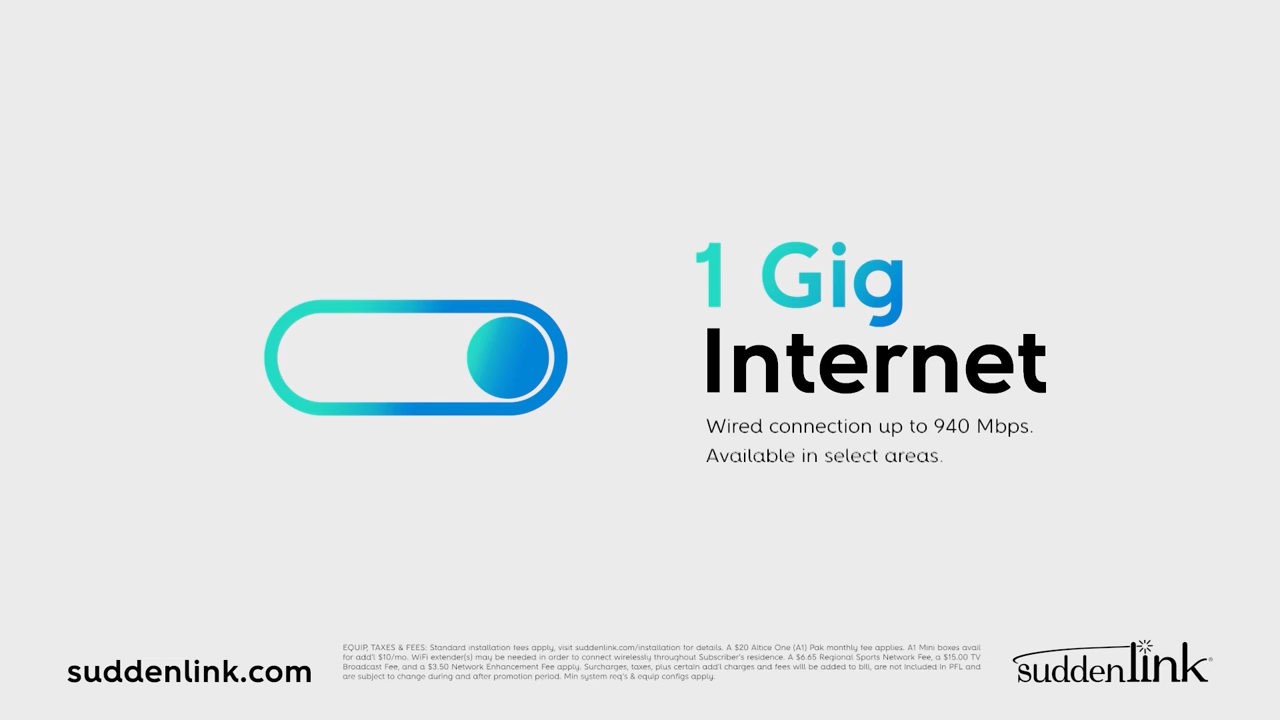 1 Gig
Internet
Wired connection up to 940 Mbps.
Available in select areas.
suddenlink.com
EQUIP, TAXES & FEES: Standard installation fees apply, visit suddenlink.com/installation for details. A $20 Altice One (A1) Pak monthly fee applies. A1 Mini boxes avail
for add'l $10/mo. WiFi extender(s) may be needed in order to connect wirelessly throughout Subscriber's residence. A $6.65 Regional Sports Network Fee, a $15.00 TV
Broadcast Fee, and a $3.50 Network Enhancement Fee apply. Surcharges, taxes, plus certain add'l charges and fees will be added to bill, are not included in PFL and
are subject to change during and after promotion period. Min system req's & equip configs apply.
suddenlink®